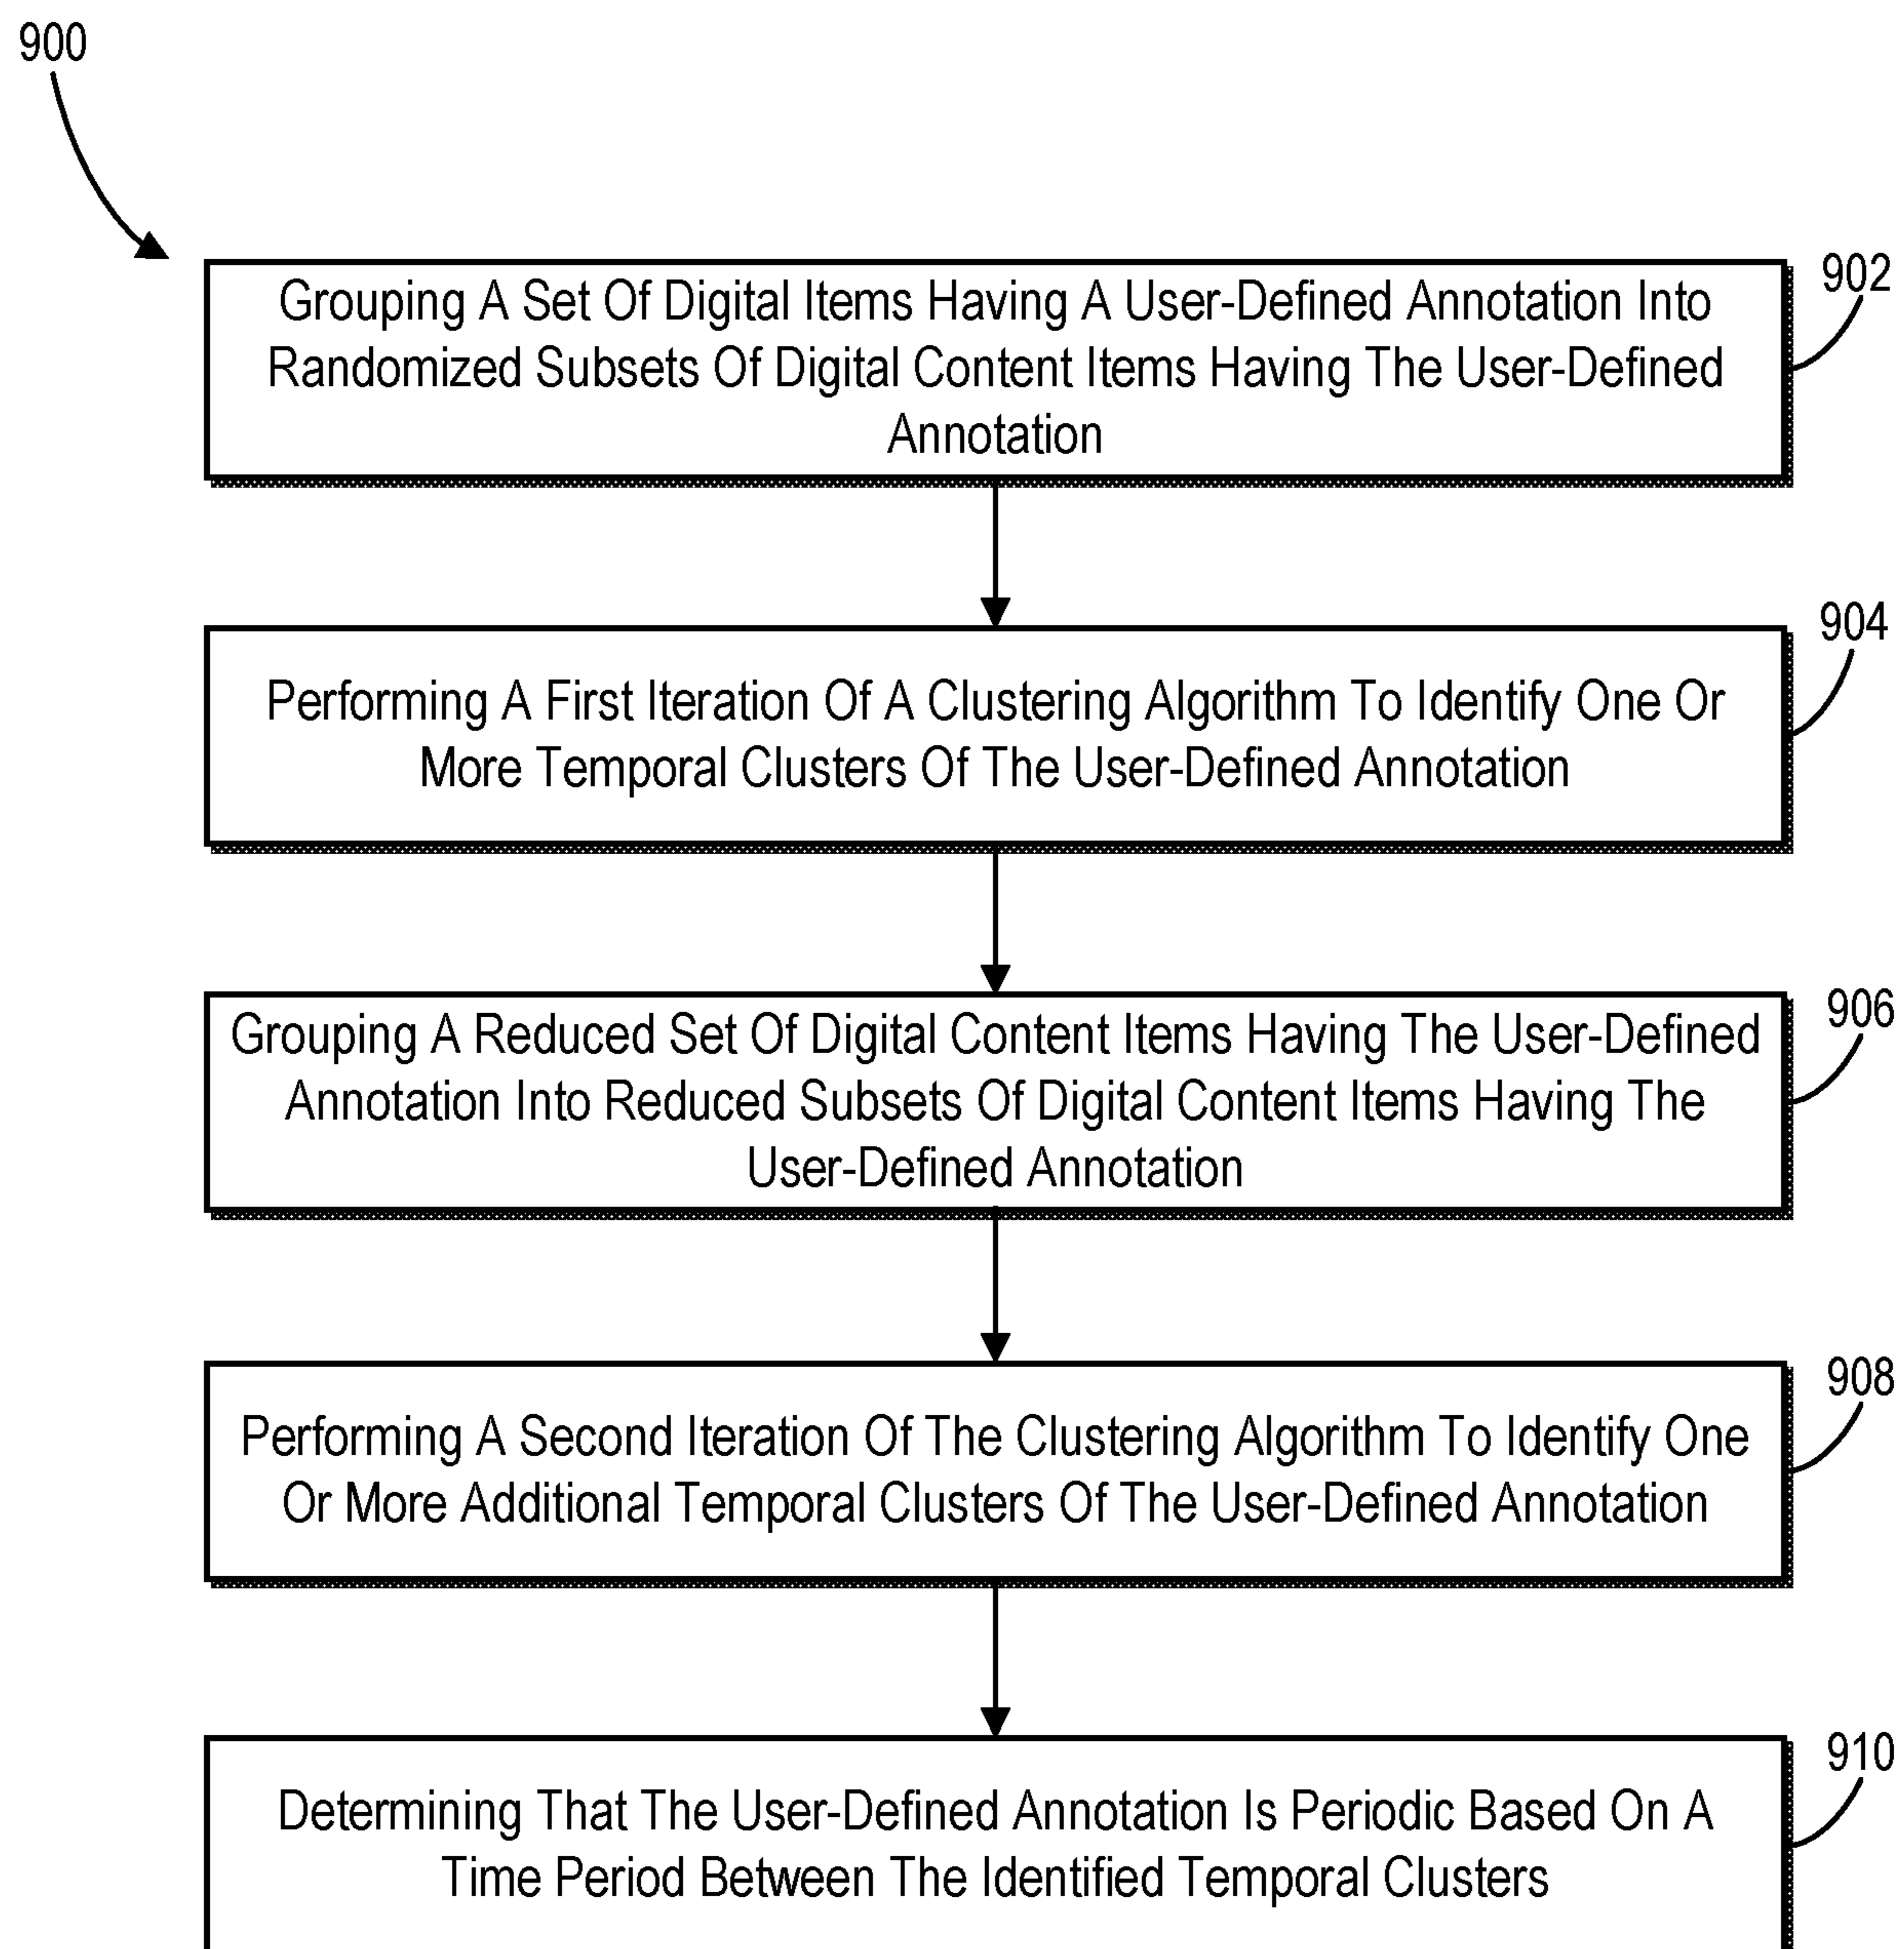 900
902
Grouping A Set Of Digital Items Having A User-Defined Annotation Into
Randomized Subsets Of Digital Content Items Having The User-Defined
Annotation
904
Performing A First Iteration Of A Clustering Algorithm To Identify One Or
More Temporal Clusters Of The User-Defined Annotation
906
Grouping A Reduced Set Of Digital Content Items Having The User-Defined
Annotation Into Reduced Subsets Of Digital Content Items Having The
User-Defined Annotation
908
Performing A Second Iteration Of The Clustering Algorithm To Identify One
Or More Additional Temporal Clusters Of The User-Defined Annotation
910
Determining That The User-Defined Annotation Is Periodic Based On A
Time Period Between The Identified Temporal Clusters